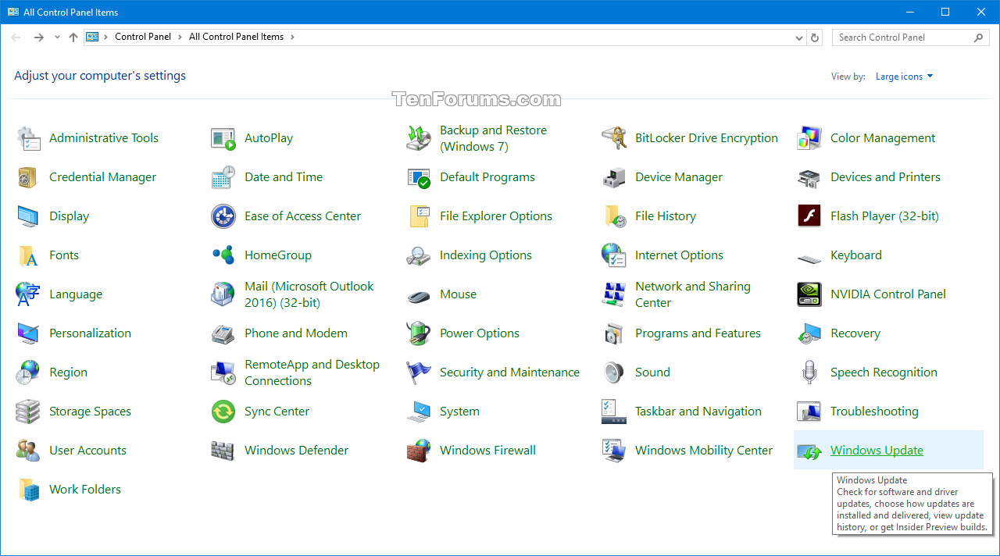 All Control Panel Items
Control Panel All Control Panel Items
Search Control Panel
Adjust your computer's settings
View by: Large icons
TenForums.com
Administrative Tools
AutoPlay
Backup and Restore
(Windows 7)
BitLocker Drive Encryption
Color Management
Credential Manager
Date and Time
Default Programs
Device Manager
Devices and Printers
Display
Ease of Access Center
File Explorer Options
File History
Flash Player (32-bit)
Fonts
HomeGroup
Indexing Options
Internet Options
Keyboard
Language
Mail (Microsoft Outlook
2016) (32-bit)
Mouse
Network and Sharing
Center
NVIDIA Control Panel
Personalization
Phone and Modem
Power Options
Programs and Features
Recovery
Region
RemoteApp and Desktop
Connections
Security and Maintenance
Sound
Speech Recognition
Storage Spaces
Sync Center
System
Taskbar and Navigation
Troubleshooting
User Accounts
Windows Defender
Windows Firewall
Windows Mobility Center
Windows Update
Work Folders
Windows Update
Check for software and driver
updates, choose how updates are
installed and delivered, view update
history, or get Insider Preview builds.